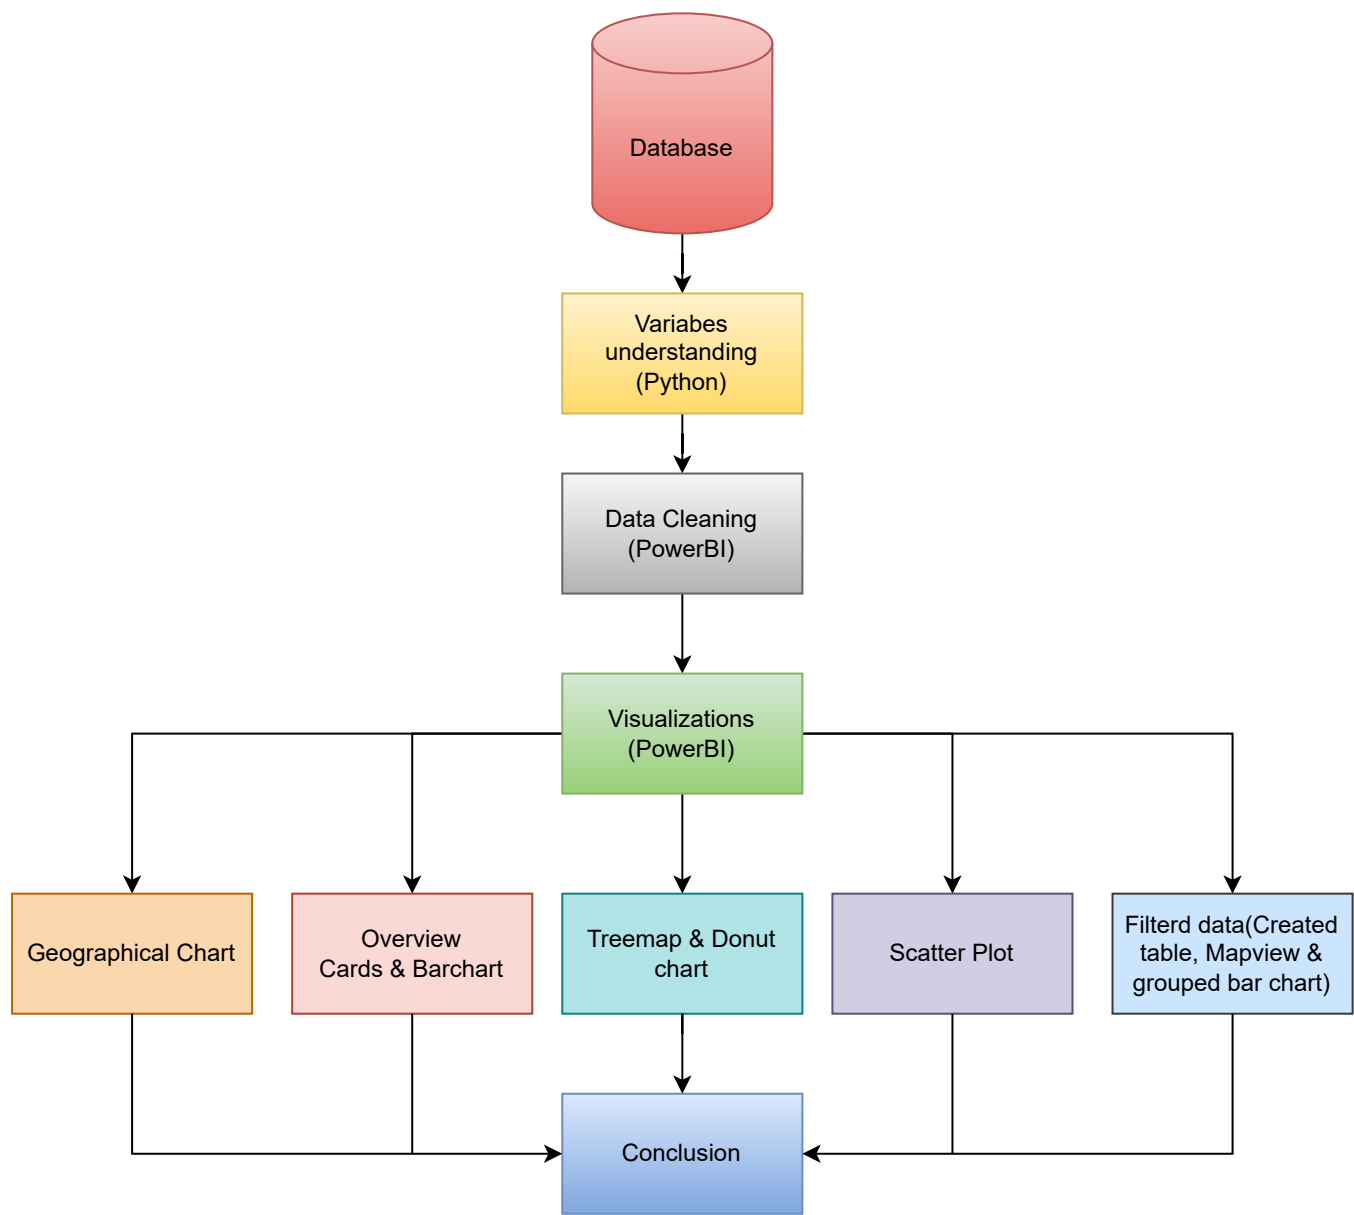 Database
Variabes
understanding
(Python)
Data Cleaning
(PowerBI)
Visualizations
(PowerBI)
Geographical Chart
Overview
Cards & Barchart
Treemap & Donut
chart
Scatter Plot
Filterd data(Created
table, Mapview &
grouped bar chart)
Conclusion